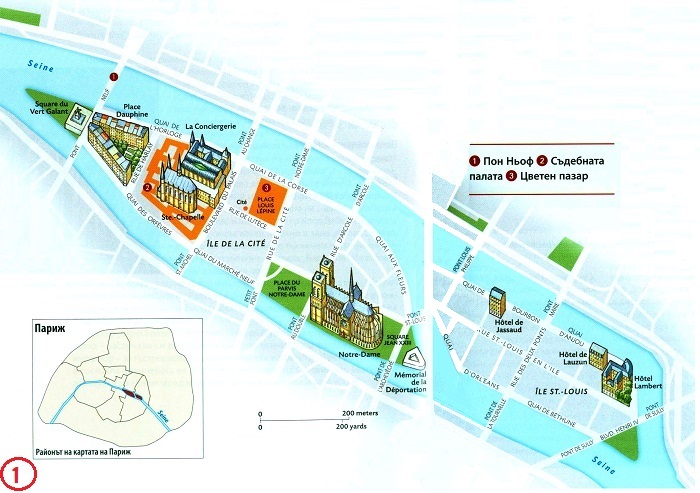 Seine
1
NEUF
Square du
Vert Galant
Place
Dauphine
PONT
QUAI DE
L'HORLOGE
RUE DE HARLAY
La Conciergerie
2
Ste-Chapelle
QUAI DES ORFÈVRES
BOULEVARD DU PALAIS
PONT
AU CHANGE
PONT
NOTRE-DAME
PONT
D'ARCOLE
QUAI DE LA CORSE
3
PLACE
LOUIS
LÉPINE
Cité
RUE DE LUTÈCE
RUE DE LA CITÉ
RUE D'ARCOLE
QUAI AUX FLEURS
ÎLE DE LA CITÉ
PONT
ST-MICHEL
QUAI DU MARCHÉ NEUF
PETIT
PONT
PLACE DU
PARVIS
NOTRE-DAME
PONT
AU DOUBLE
Notre-Dame
SQUARE
JEAN XXIII
PONT
ST-LOUIS
PONT DE
L'ARCHEVÊCHÉ
Mémorial
de la
Déportation
1 Пон Ньоф 2 Съдебната
палата 3 Цветен пазар
PONT LOUIS
PHILIPPE
QUAI DE
BOURBON
PONT
MARIE
QUAI
D'ANJOU
Hôtel de
Jassaud
RUE ST-LOUIS
EN L'ÎLE
RUE DES DEUX PONTS
QUAI
D'ORLEANS
Hôtel de
Lauzun
Hôtel
Lambert
ÎLE ST-LOUIS
QUAI DE BÉTHUNE
PONT
DE LA TOURNELLE
PONT DE SULLY
BLVD. HENRI IV
PONT
DE SULLY
Seine
Париж
Seine
Районът на картата на Париж
0 200 meters
0 200 yards
1